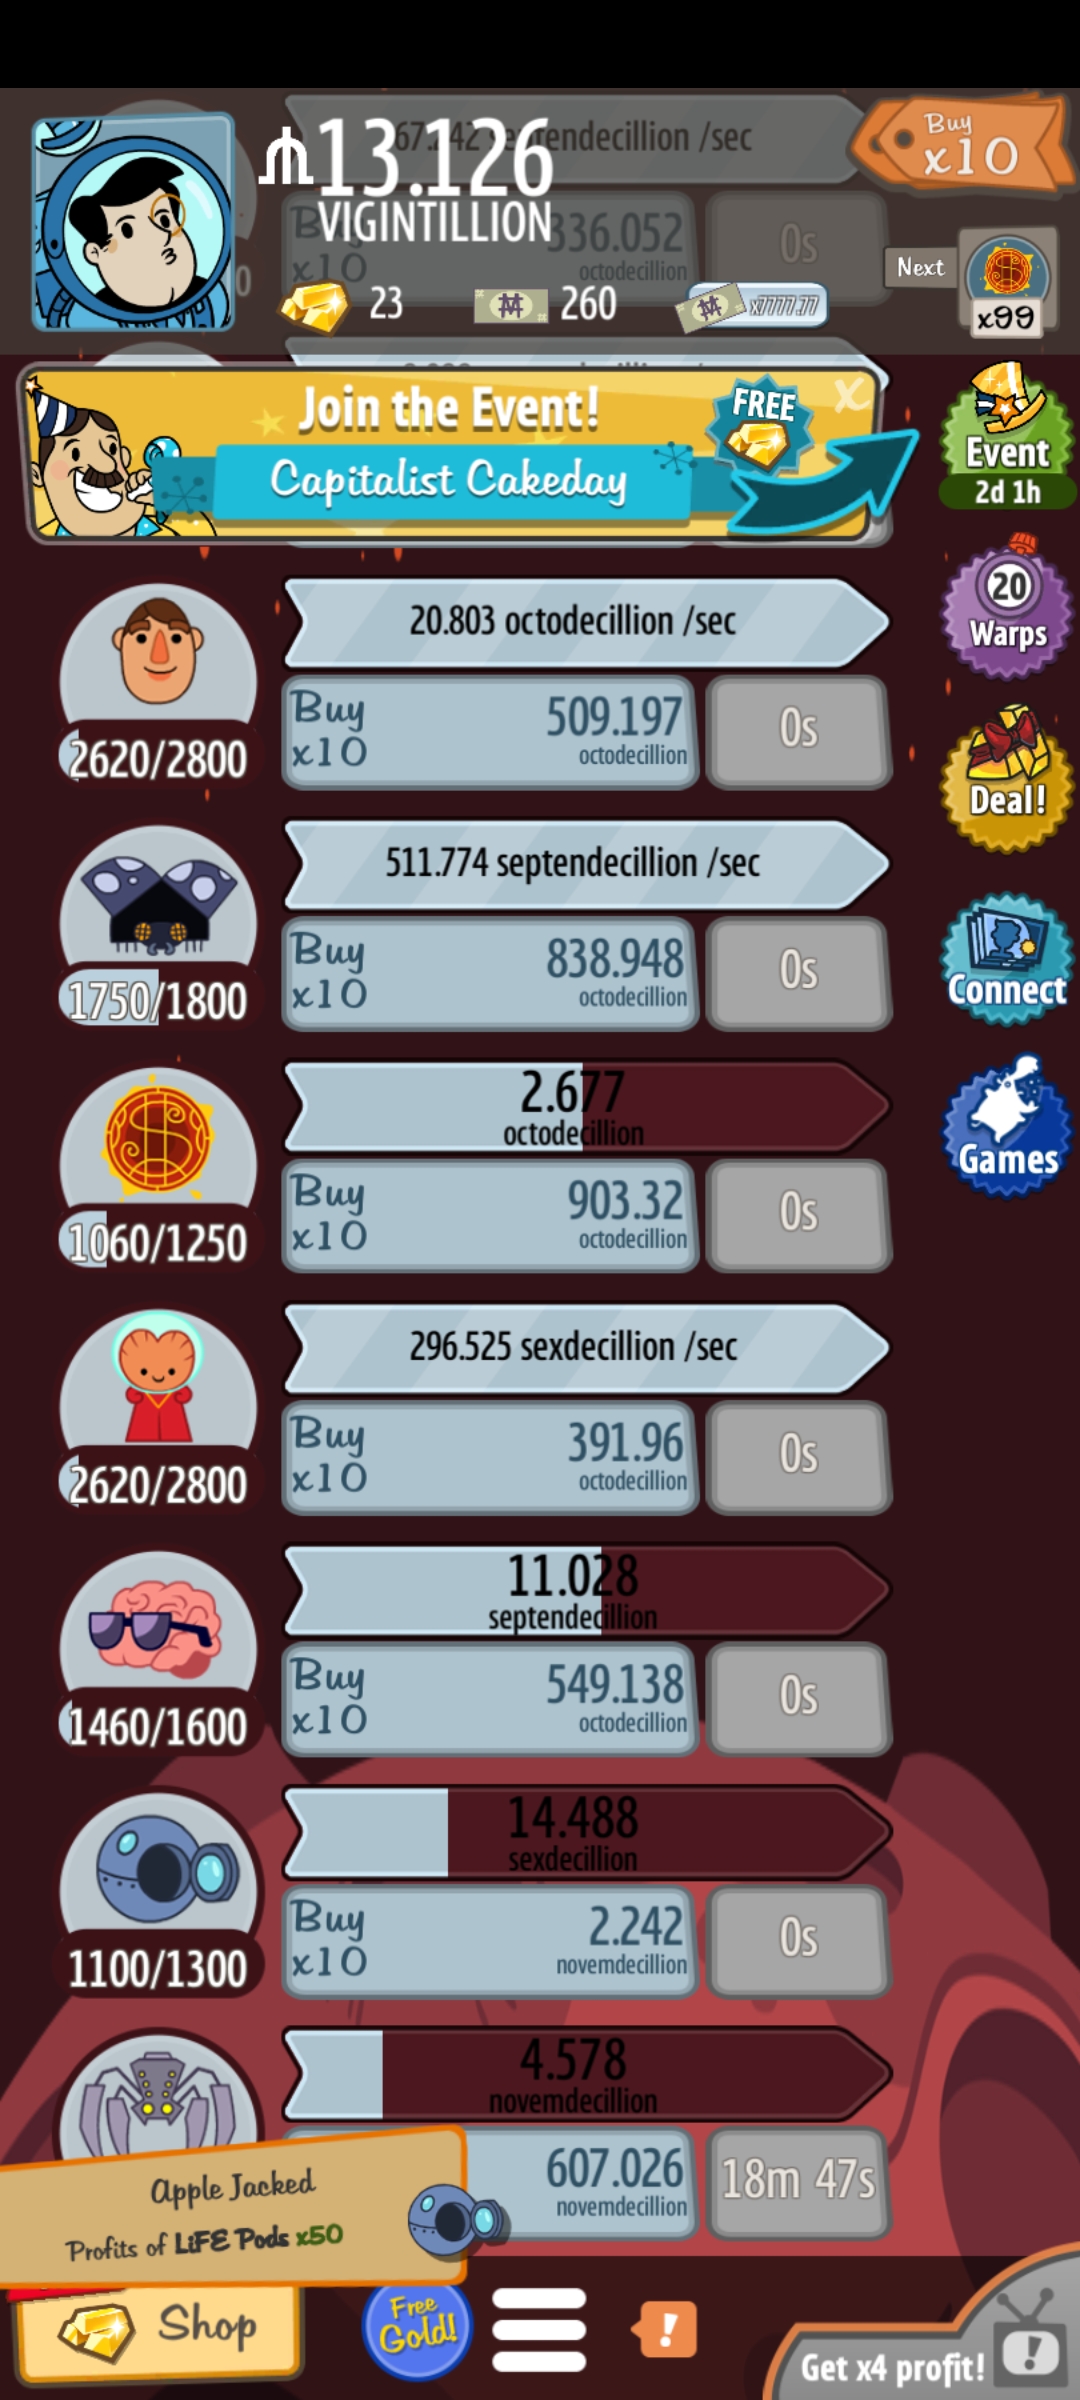 67.242 septendecillion /sec
13.126
VIGINTILLION
Buy
x10
Buy
x10
336.052
octodecillion
0s
Next
x99
23
260
x7777.77
Join the Event!
FREE
X
Capitalist Cakeday
Event
2d 1h
20.803 octodecillion /sec
Buy
x10
509.197
octodecillion
0s
2620/2800
20
Warps
Deal!
511.774 septendecillion /sec
Buy
x10
838.948
octodecillion
0s
1750/1800
Connect
2.677
octodecillion
Buy
x10
903.32
octodecillion
0s
1060/1250
Games
296.525 sexdecillion /sec
Buy
x10
391.96
octodecillion
0s
2620/2800
11.028
septendecillion
Buy
x10
549.138
octodecillion
0s
1460/1600
14.488
sexdecillion
Buy
x10
2.242
novemdecillion
0s
1100/1300
4.578
novemdecillion
607.026
novemdecillion
18m 47s
Apple Jacked
Profits of LiFE Pods x50
Shop
Free
Gold!
!
Get x4 profit!
!